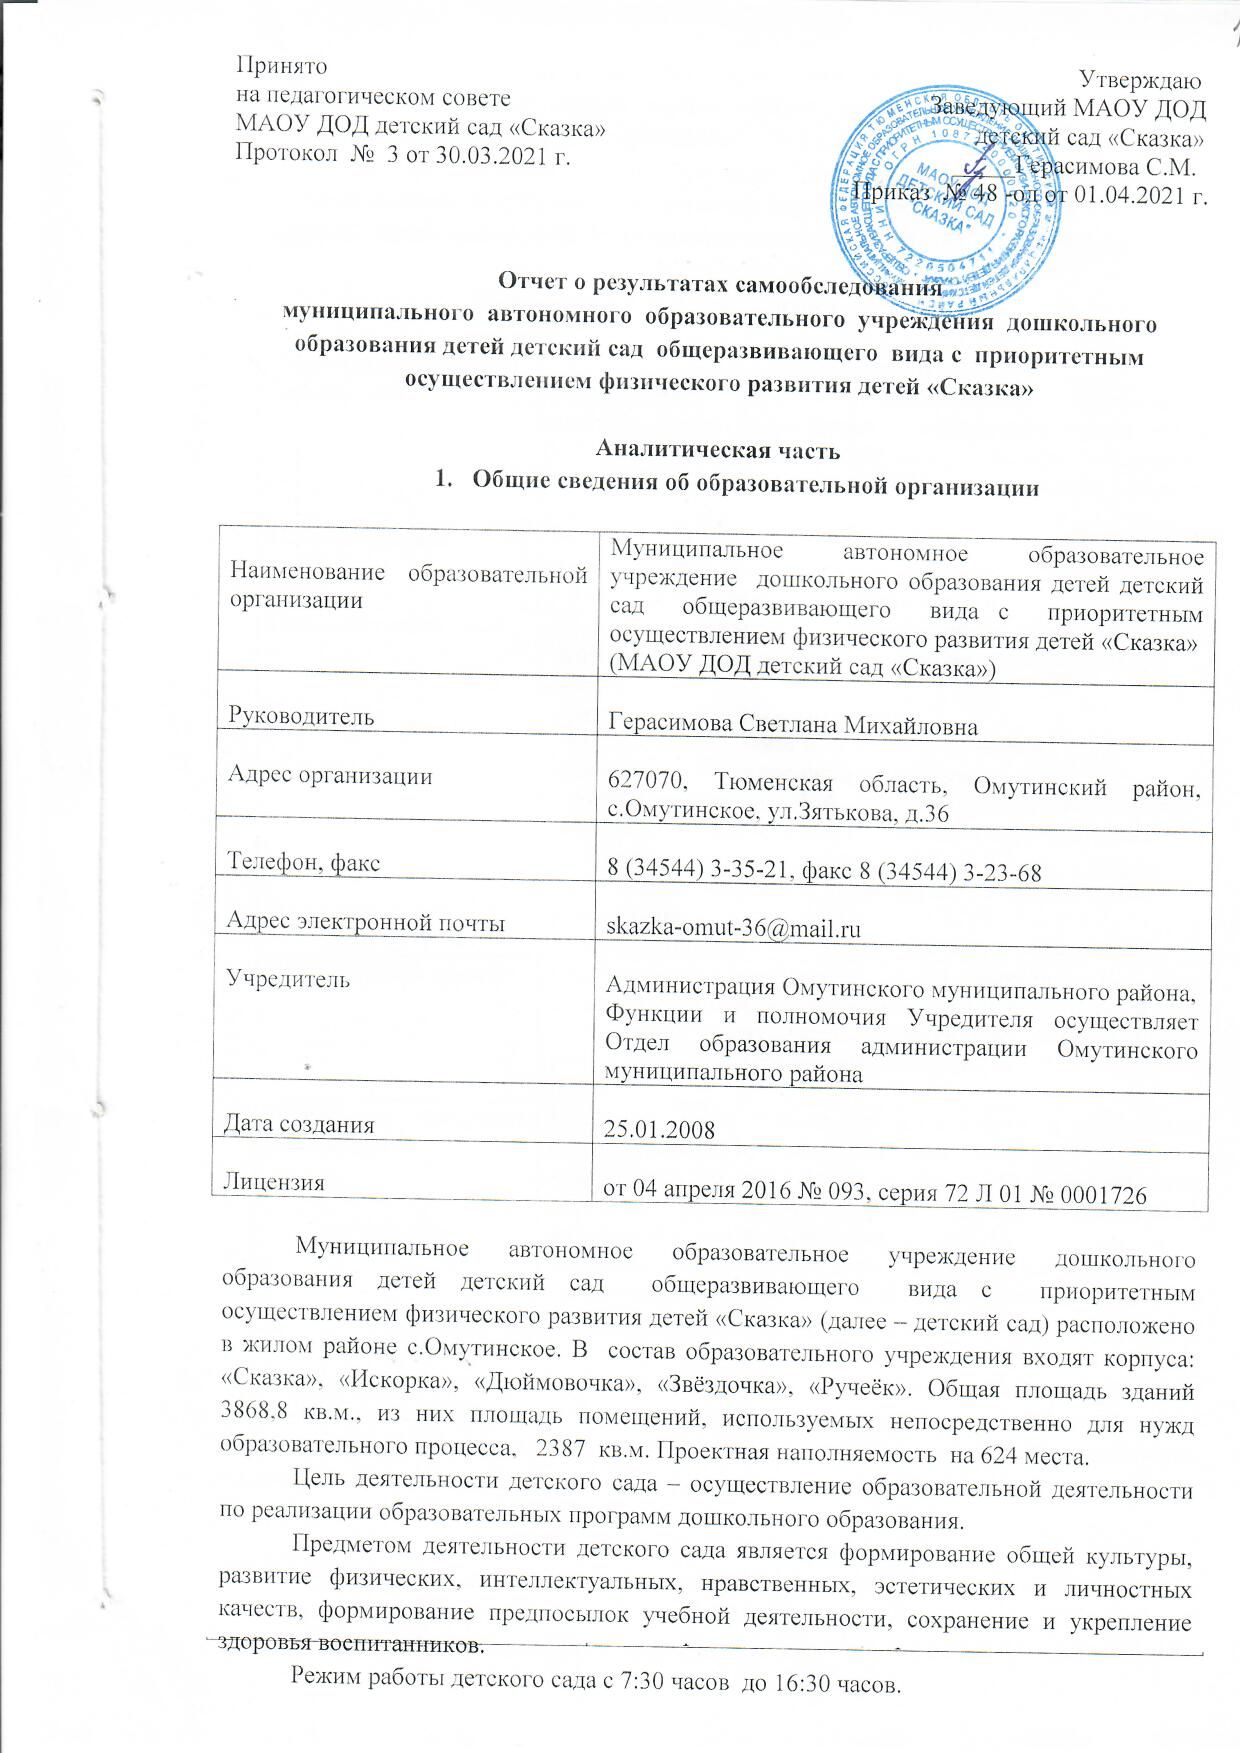 Принято
на педагогическом совете
МАОУ ДОД детский сад «Сказка»
Протокол № 3 от 30.03.2021 г.
Утверждаю
Заведующий МАОУ ДОД
детский сад «Сказка»
Герасимова С.М.
Приказ № 48 -од от 01.04.2021 г.
МАОУ ДОД
ДЕТСКИЙ САД
"СКАЗКА"
Отчет о результатах самообследования
муниципального автономного образовательного учреждения дошкольного
образования детей детский сад общеразвивающего вида с приоритетным
осуществлением физического развития детей «Сказка»
Аналитическая часть
1. Общие сведения об образовательной организации
Наименование образовательной
организации
Муниципальное автономное образовательное
учреждение дошкольного образования детей детский
сад общеразвивающего вида с приоритетным
осуществлением физического развития детей «Сказка»
(МАОУ ДОД детский сад «Сказка»)
Руководитель
Герасимова Светлана Михайловна
Адрес организации
627070, Тюменская область, Омутинский район,
с.Омутинское, ул.Зятькова, д.36
Телефон, факс
8 (34544) 3-35-21, факс 8 (34544) 3-23-68
Адрес электронной почты
skazka-omut-36@mail.ru
Учредитель
Администрация Омутинского муниципального района,
Функции и полномочия Учредителя осуществляет
Отдел образования администрации Омутинского
муниципального района
Дата создания
25.01.2008
Лицензия
от 04 апреля 2016 № 093, серия 72 Л 01 № 0001726
Муниципальное автономное образовательное учреждение дошкольного
образования детей детский сад общеразвивающего вида с приоритетным
осуществлением физического развития детей «Сказка» (далее – детский сад) расположено
в жилом районе с.Омутинское. В состав образовательного учреждения входят корпуса:
«Сказка», «Искорка», «Дюймовочка», «Звёздочка», «Ручеёк». Общая площадь зданий
3868,8 кв.м., из них площадь помещений, используемых непосредственно для нужд
образовательного процесса, 2387 кв.м. Проектная наполняемость на 624 места.
Цель деятельности детского сада – осуществление образовательной деятельности
по реализации образовательных программ дошкольного образования.
Предметом деятельности детского сада является формирование общей культуры,
развитие физических, интеллектуальных, нравственных, эстетических и личностных
качеств, формирование предпосылок учебной деятельности, сохранение и укрепление
здоровья воспитанников.
Режим работы детского сада с 7:30 часов до 16:30 часов.